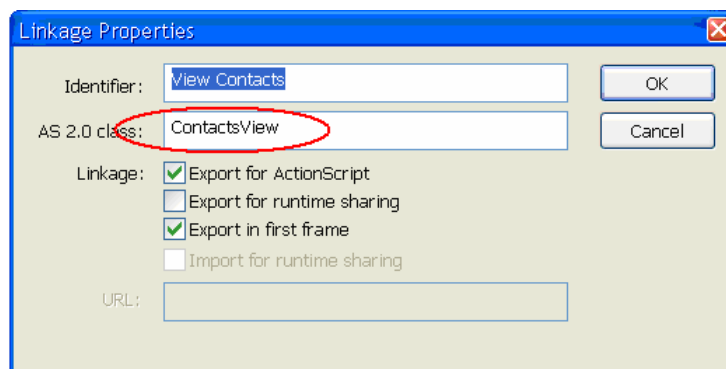 Linkage Properties
Identifier: View Contacts
OK
AS 2.0 class: ContactsView
Cancel
Linkage: Export for ActionScript
Export for runtime sharing
Export in first frame
Import for runtime sharing
URL: